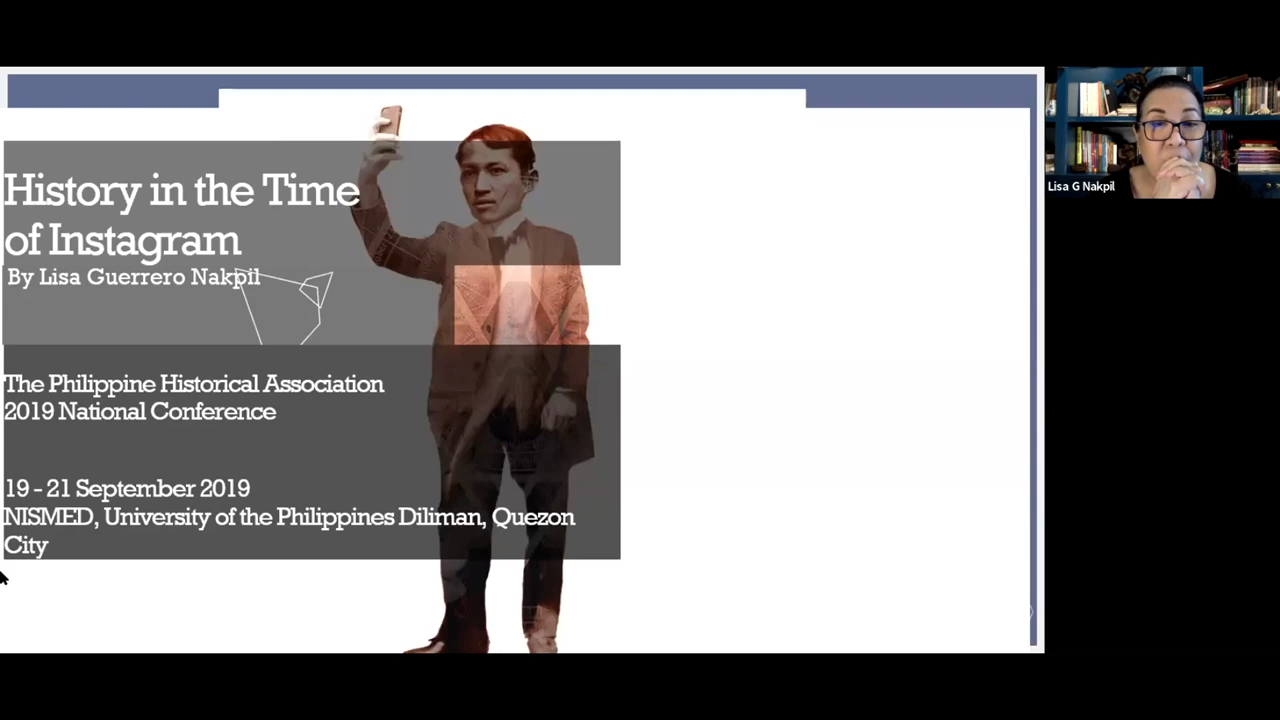 History in the Time
of Instagram
By Lisa Guerrero Nakpil
The Philippine Historical Association
2019 National Conference
19 - 21 September 2019
NISMED, University of the Philippines Diliman, Quezon
City
Lisa G Nakpil